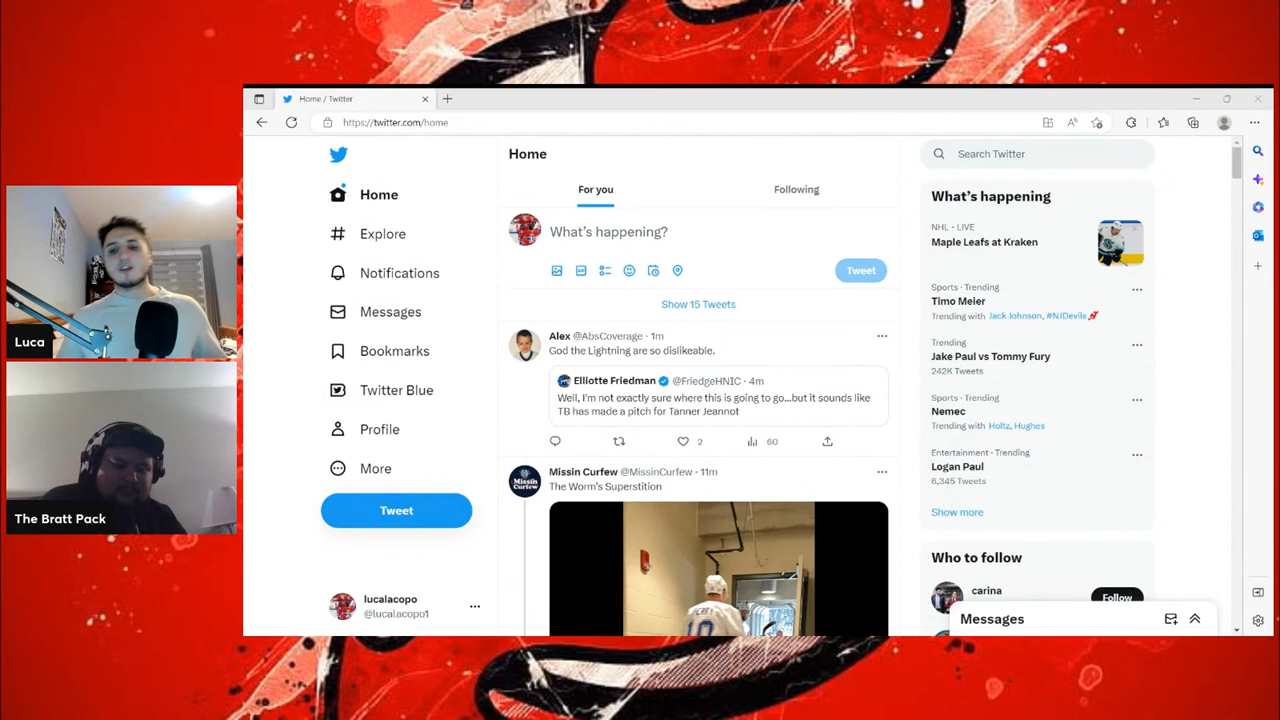 Home / Twitter
https://twitter.com/home
Home
Explore
Notifications
Messages
Bookmarks
Twitter Blue
Profile
More
Tweet
lucalacopo
@lucalacopo1
Home
For you
Following
What's happening?
Tweet
Show 15 Tweets
Alex @AbsCoverage · 1m
God the Lightning are so dislikeable.
Elliotte Friedman @FriedgeHNIC · 4m
Well, I'm not exactly sure where this is going to go...but it sounds like
TB has made a pitch for Tanner Jeannot
2
60
Missin Curfew @MissinCurfew · 11m
The Worm's Superstition
Missin
Curfew
PERRY
10
Search Twitter
What's happening
NHL · LIVE
Maple Leafs at Kraken
Sports · Trending
Timo Meier
Trending with Jack Johnson, #NJDevils
Trending
Jake Paul vs Tommy Fury
242K Tweets
Sports · Trending
Nemec
Trending with Holtz, Hughes
Entertainment · Trending
Logan Paul
6,345 Tweets
Show more
Who to follow
carina
Follow
Messages
Luca
The Bratt Pack